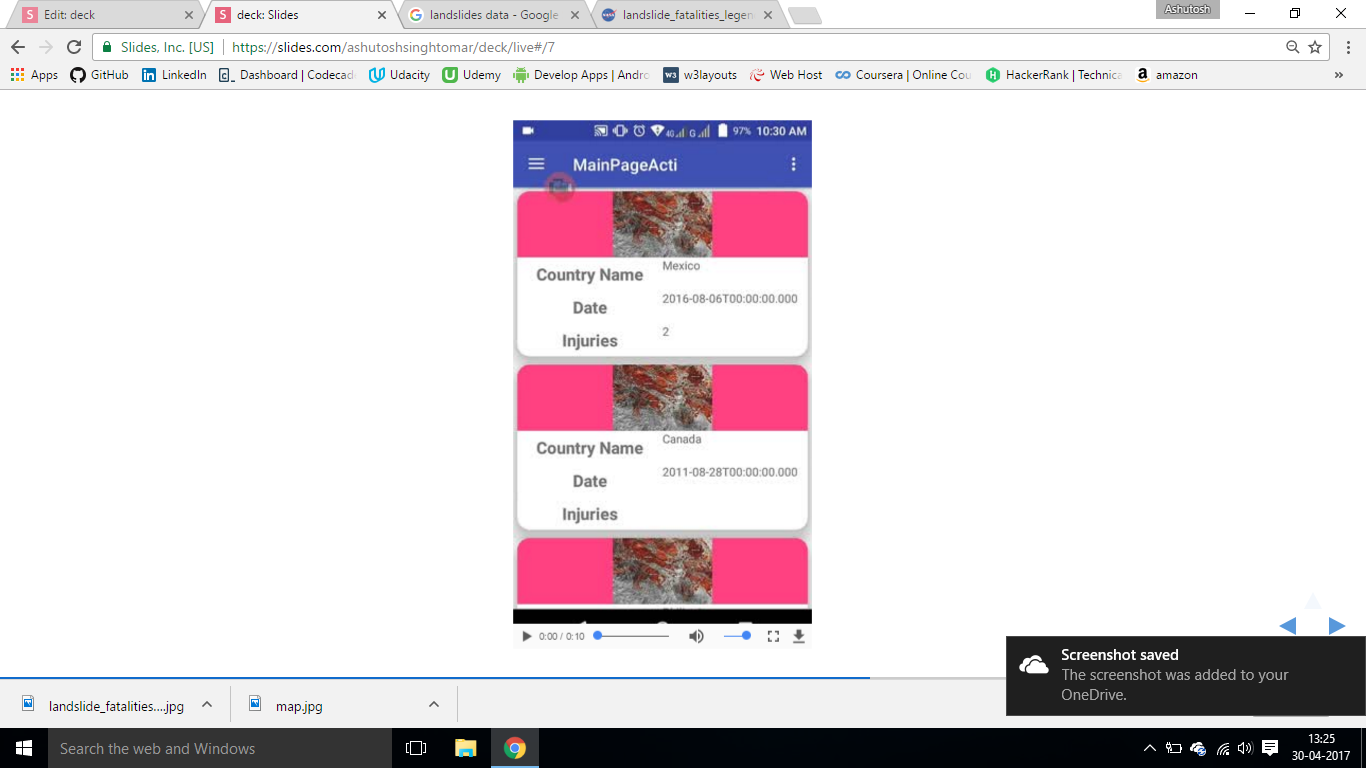 Ashutosh
Edit: deck
deck: Slides
landslides data - Google
landslide_fatalities_legen
Slides, Inc. [US]
https://slides.com/ashutoshsinghtomar/deck/live#/7
Apps
GitHub
LinkedIn
Dashboard | Codecad
Udacity
Udemy
Develop Apps | Andro
w3layouts
Web Host
Coursera | Online Cou
HackerRank | Technica
amazon
4G
G
97%
10:30 AM
MainPageActi
Country Name
Mexico
Date
2016-08-06T00:00:00.000
Injuries
2
Country Name
Canada
Date
2011-08-28T00:00:00.000
Injuries
0:00 / 0:10
Screenshot saved
The screenshot was added to your
OneDrive.
landslide_fatalities....jpg
map.jpg
Search the web and Windows
13:25
30-04-2017